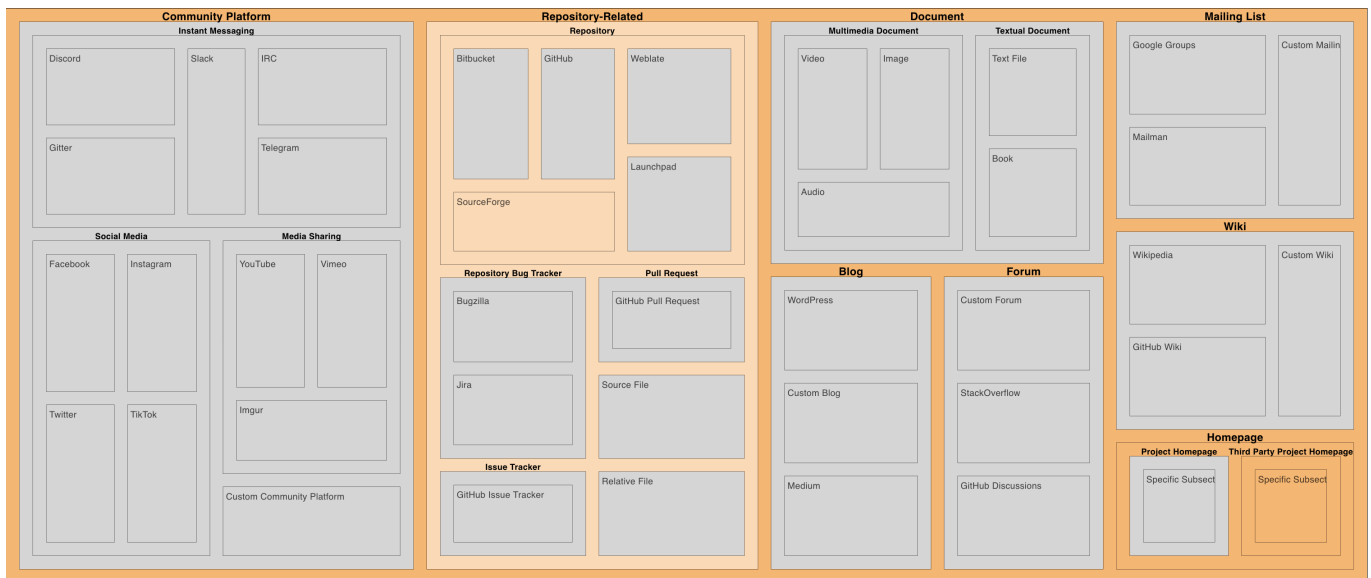 Community Platform
Instant Messaging
Discord
Slack
IRC
Gitter
Telegram
Social Media
Facebook
Instagram
Twitter
TikTok
Media Sharing
YouTube
Vimeo
Imgur
Custom Community Platform
Repository-Related
Repository
Bitbucket
GitHub
Weblate
Launchpad
SourceForge
Repository Bug Tracker
Bugzilla
Jira
Pull Request
GitHub Pull Request
Source File
Issue Tracker
GitHub Issue Tracker
Relative File
Document
Multimedia Document
Video
Image
Audio
Textual Document
Text File
Book
Blog
WordPress
Custom Blog
Medium
Forum
Custom Forum
StackOverflow
GitHub Discussions
Mailing List
Google Groups
Custom Mailin
Mailman
Wiki
Wikipedia
Custom Wiki
GitHub Wiki
Homepage
Project Homepage
Specific Subsect
Third Party Project Homepage
Specific Subsect